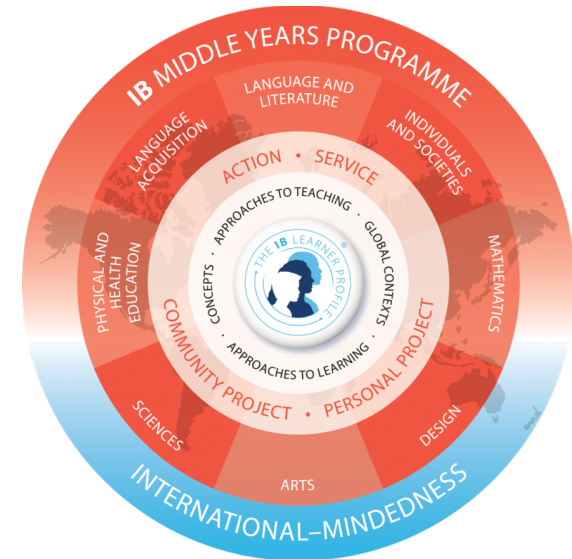 IB MIDDLE YEARS PROGRAMME
LANGUAGE AND
LITERATURE
LANGUAGE
ACQUISITION
INDIVIDUALS
AND SOCIETIES
PHYSICAL AND
HEALTH
EDUCATION
MATHEMATICS
SCIENCES
DESIGN
ARTS
ACTION • SERVICE
COMMUNITY PROJECT • PERSONAL PROJECT
CONCEPTS · APPROACHES TO TEACHING · GLOBAL CONTEXTS ·
APPROACHES TO LEARNING ·
THE IB LEARNER PROFILE ®
INTERNATIONAL–MINDEDNESS